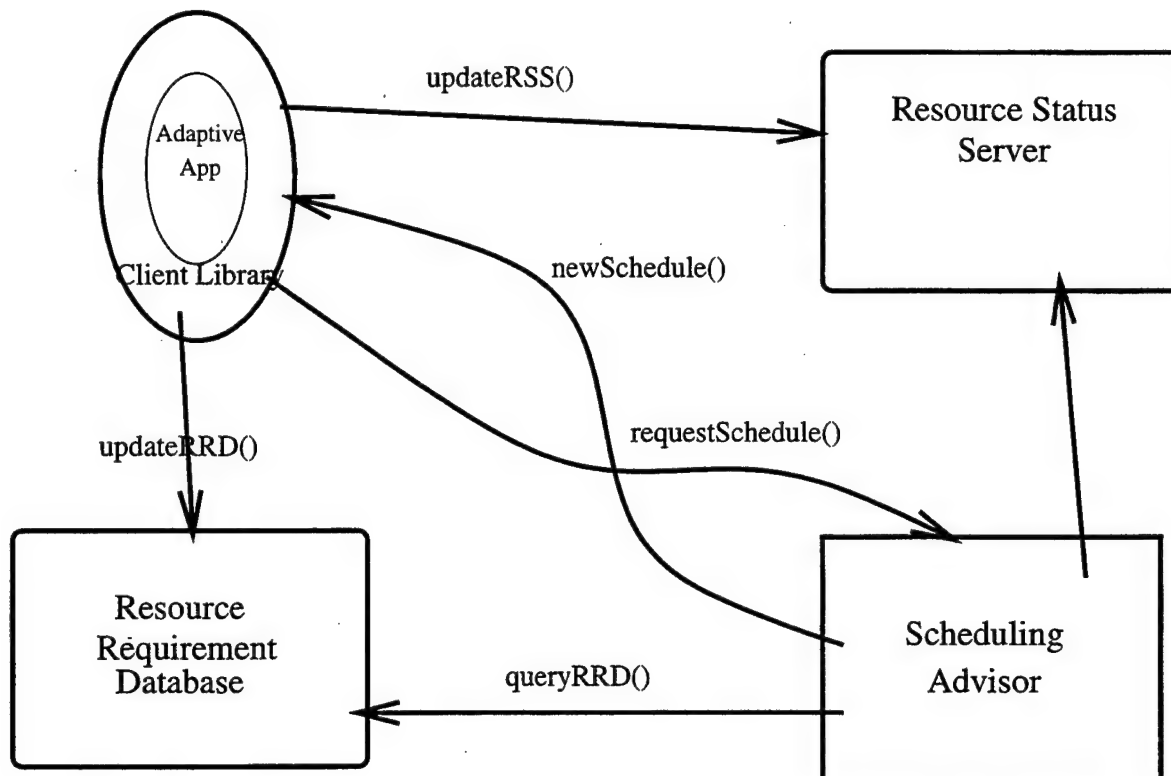 updateRSS()
Resource Status
Server
Adaptive
App
Client Library
newSchedule()
requestSchedule()
updateRRD()
Resource
Requirement
Database
queryRRD()
Scheduling
Advisor